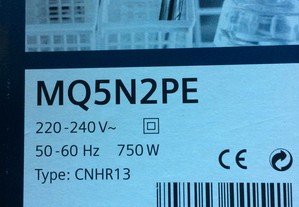 MQ5N2PE
220-240 V~
50-60 Hz 750 W
Type: CNHR13
CE